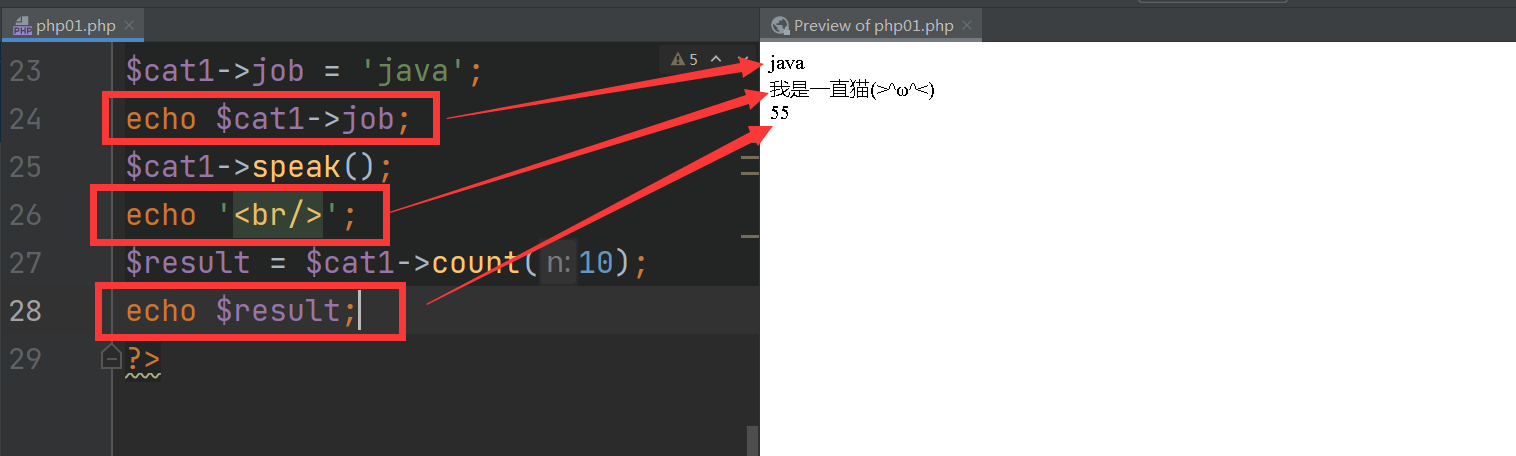 php01.php
Preview of php01.php
5
23 $cat1->job = 'java';
24 echo $cat1->job;
25 $cat1->speak();
26 echo '<br/>';
27 $result = $cat1->count( n: 10);
28 echo $result;
29 ?>
java
我是一直猫(>^ω^<)
55